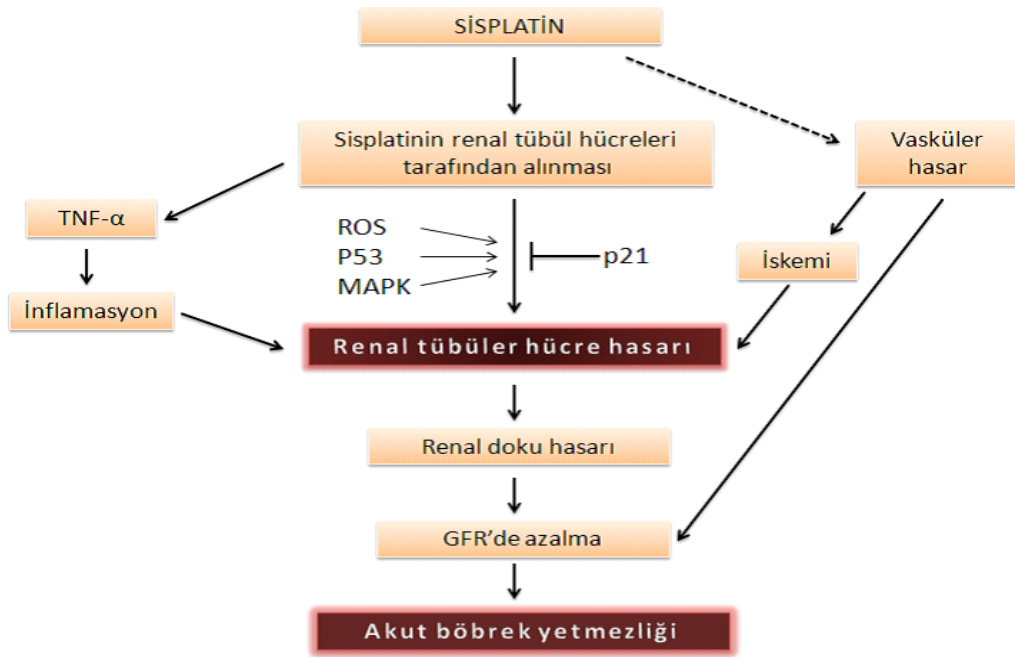 SİSPLATİN
Sisplatinin renal tübül hücreleri
tarafından alınması
Vasküler
hasar
TNF-α
ROS
P53
MAPK
p21
İskemi
İnflamasyon
Renal tübüler hücre hasarı
Renal doku hasarı
GFR’de azalma
Akut böbrek yetmezliği